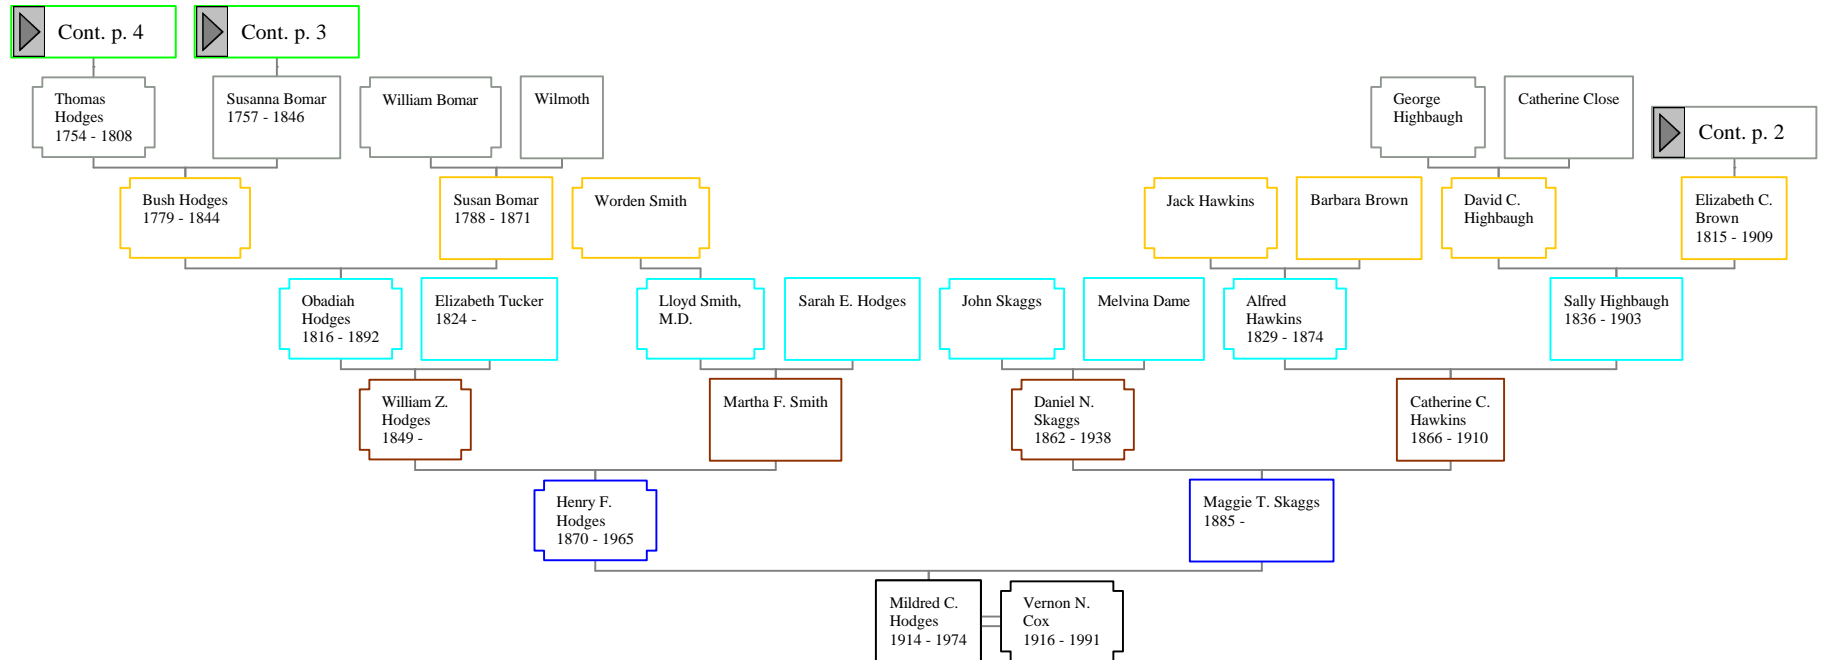 Cont. p. 4
Cont. p. 3
Thomas
Hodges
1754 - 1808
Susanna Bomar
1757 - 1846
William Bomar
Wilmoth
George
Highbaugh
Catherine Close
Cont. p. 2
Bush Hodges
1779 - 1844
Susan Bomar
1788 - 1871
Worden Smith
Jack Hawkins
Barbara Brown
David C.
Highbaugh
Elizabeth C.
Brown
1815 - 1909
Obadiah
Hodges
1816 - 1892
Elizabeth Tucker
1824 -
Lloyd Smith,
M.D.
Sarah E. Hodges
John Skaggs
Melvina Dame
Alfred
Hawkins
1829 - 1874
Sally Highbaugh
1836 - 1903
William Z.
Hodges
1849 -
Martha F. Smith
Daniel N.
Skaggs
1862 - 1938
Catherine C.
Hawkins
1866 - 1910
Henry F.
Hodges
1870 - 1965
Maggie T. Skaggs
1885 -
Mildred C.
Hodges
1914 - 1974
Vernon N.
Cox
1916 - 1991